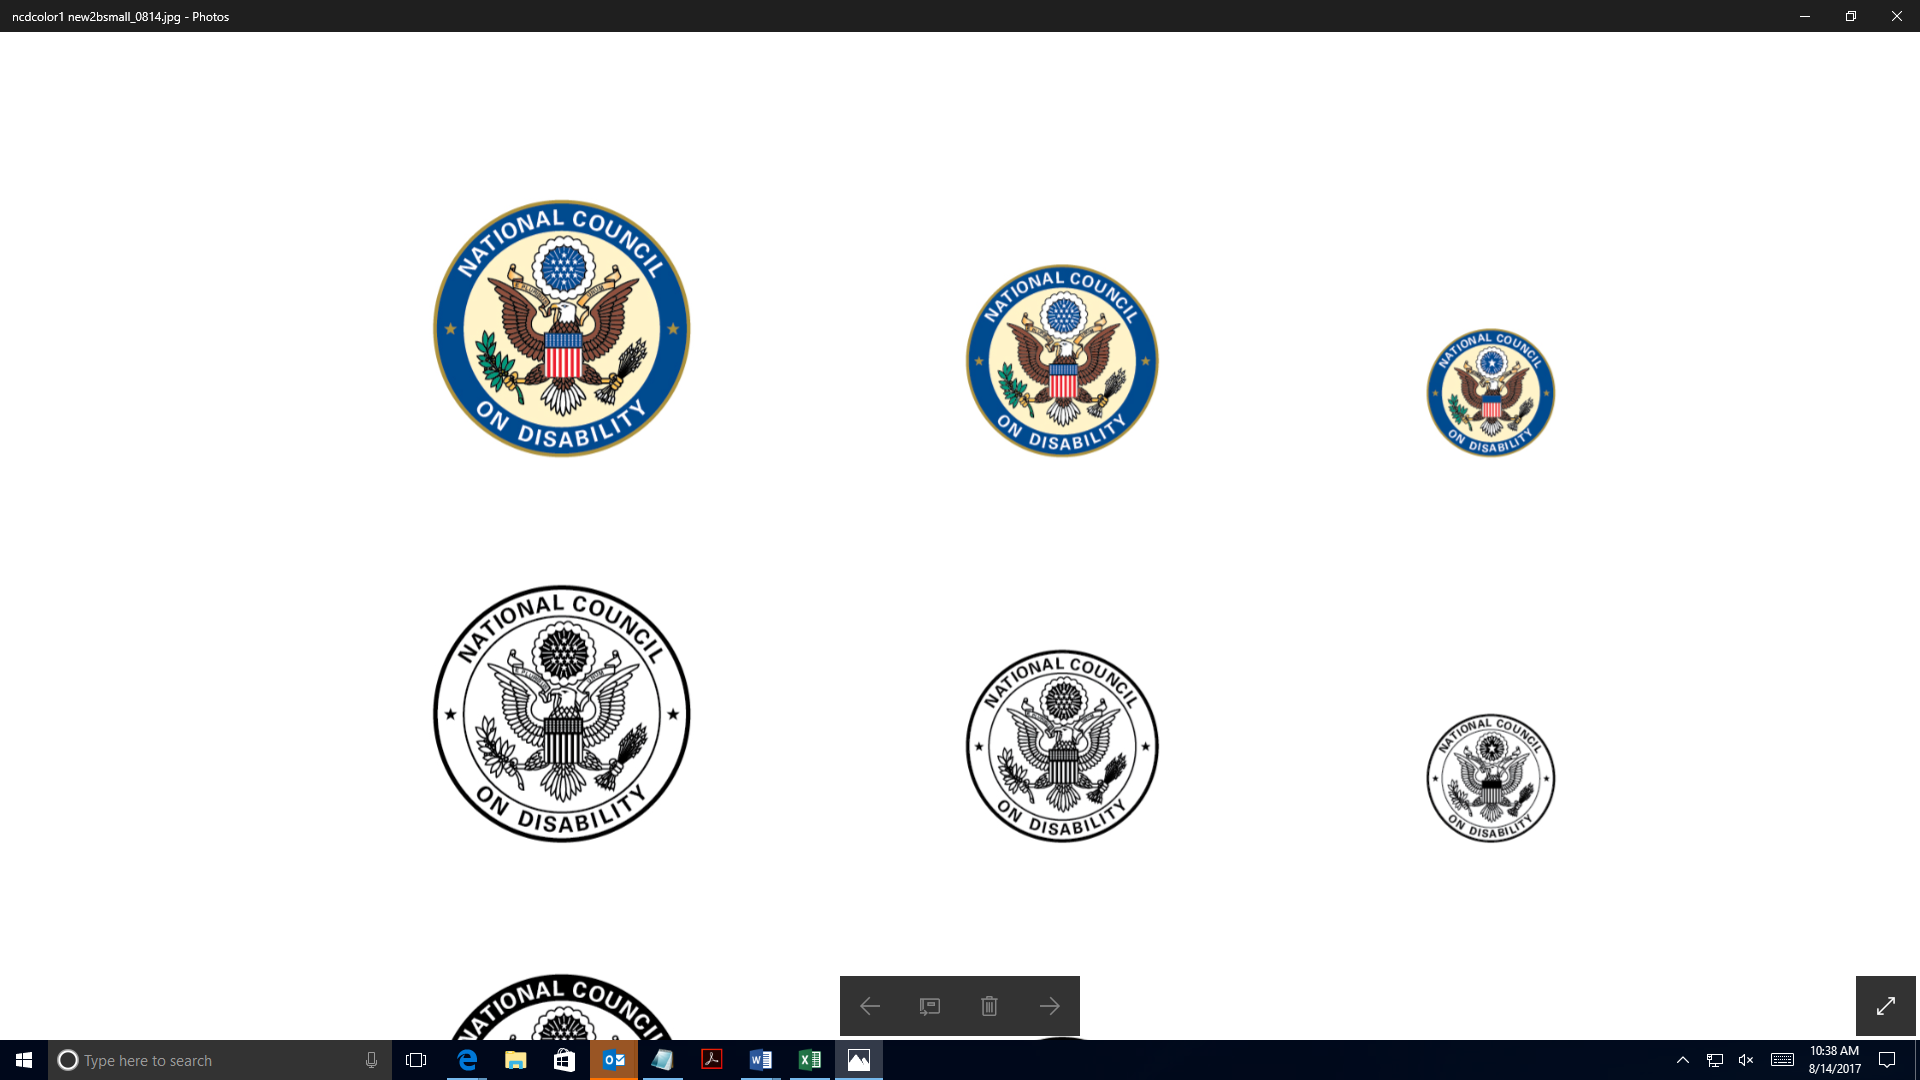 ncdcolor1 new2bsmall_0814.jpg - Photos
NATIONAL COUNCIL
ON DISABILITY
NATIONAL COUNCIL
ON DISABILITY
NATIONAL COUNCIL
ON DISABILITY
NATIONAL COUNCIL
ON DISABILITY
NATIONAL COUNCIL
ON DISABILITY
NATIONAL COUNCIL
ON DISABILITY
NATIONAL COUNCIL
Type here to search
10:38 AM
8/14/2017